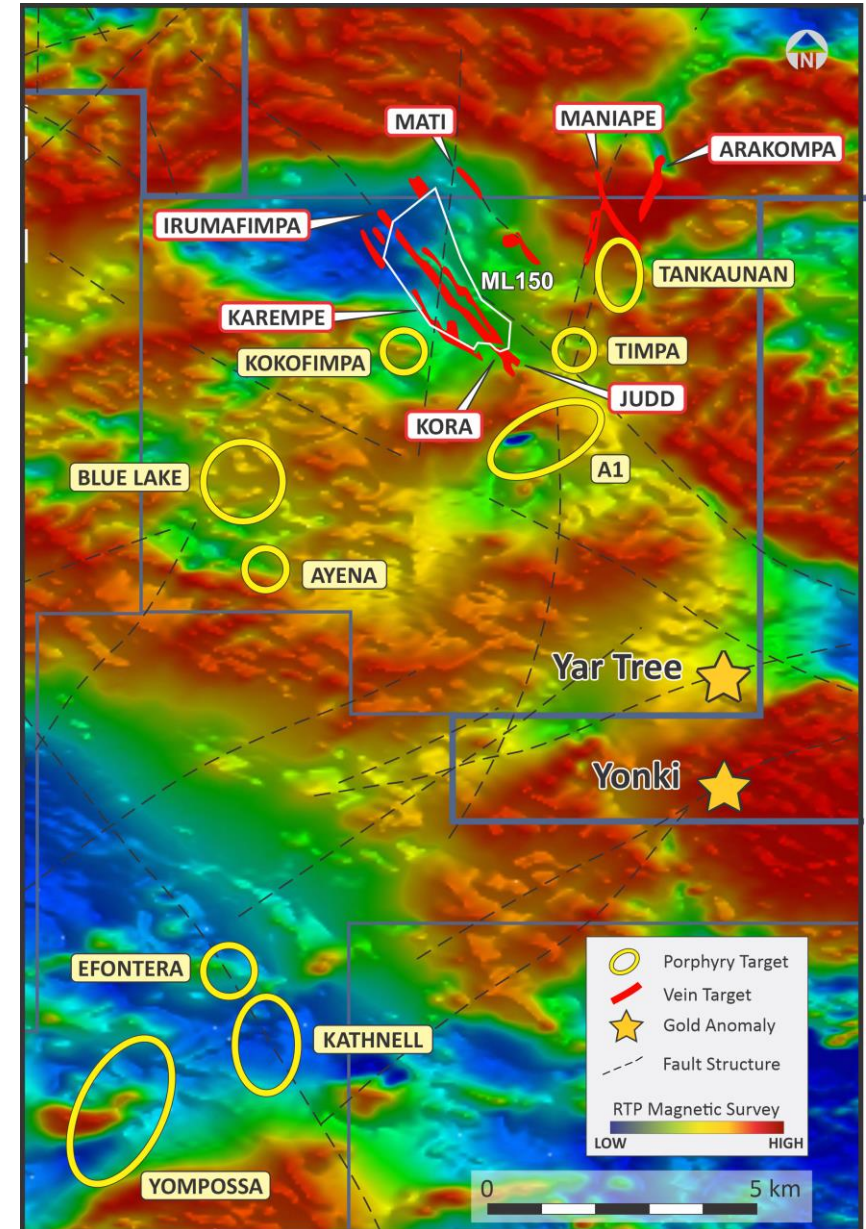 N
MATI
MANIAPE
ARAKOMPA
IRUMAFIMPA
ML150
TANKAUNAN
KAREMPE
KOKOFIMPA
TIMPA
JUDD
KORA
A1
BLUE LAKE
AYENA
Yar Tree
Yonki
EFONTERA
KATHNELL
YOMPOSSA
Porphyry Target
Vein Target
Gold Anomaly
Fault Structure
RTP Magnetic Survey
LOW HIGH
0 5 km